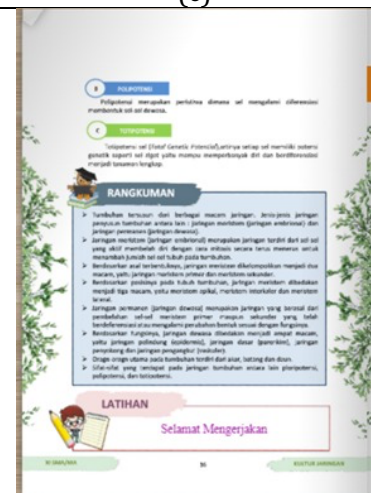 B POLIPOTENSI
Polipotensi merupakan peristiwa dimana sel mengalami diferensiasi
membentuk sel-sel dewasa.
C TOTIPOTENSI
Totipotensi sel (Total Genetic Potensial), artinya setiap sel memiliki potensi
genetik seperti sel zigot yaitu mampu memperbanyak diri dan berdiferensiasi
menjadi tanaman lengkap.
RANGKUMAN
➢ Tumbuhan tersusun dari berbagai macam jaringan. Jenis-jenis jaringan
penyusun tumbuhan antara lain : jaringan meristem (jaringan embrional) dan
jaringan permanen (jaringan dewasa).
➢ Jaringan meristem (jaringan embrional) merupakan jaringan terdiri dari sel sel
yang aktif membelah diri dengan cara mitosis secara terus menerus untuk
menambah jumlah sel sel tubuh pada tumbuhan.
➢ Berdasarkan asal terbentuknya, jaringan meristem dikelompokkan menjadi dua
macam, yaitu jaringan meristem primer dan meristem sekunder.
➢ Berdasarkan posisinya pada tubuh tumbuhan, jaringan meristem dibedakan
menjadi tiga macam, yaitu meristem apikal, meristem interkalar dan meristem
lateral.
➢ Jaringan permanen (jaringan dewasa) merupakan jaringan yang berasal dari
pembelahan sel-sel meristem primer maupun sekunder yang telah
berdeferensiasi atau mengalami perubahan bentuk sesuai dengan fungsinya.
➢ Berdasarkan fungsinya, jaringan dewasa dibedakan menjadi empat macam,
yaitu jaringan pelindung (epidermis), jaringan dasar (parenkim), jaringan
penyokong dan jaringan pengangkut (vaskuler).
➢ Organ-organ utama pada tumbuhan terdiri dari akar, batang dan daun.
➢ Sifat-sifat yang terdapat pada jaringan tumbuhan antara lain pluripotensi,
polipotensi, dan totipotensi.
LATIHAN
Selamat Mengerjakan
XI SMA/MA
36
KULTUR JARINGAN